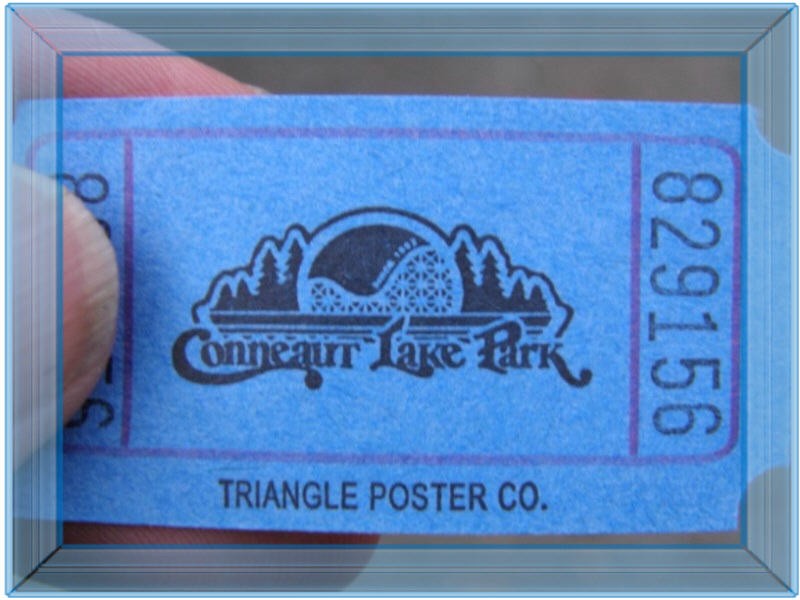 Conneaut Lake Park
829156
TRIANGLE POSTER CO.